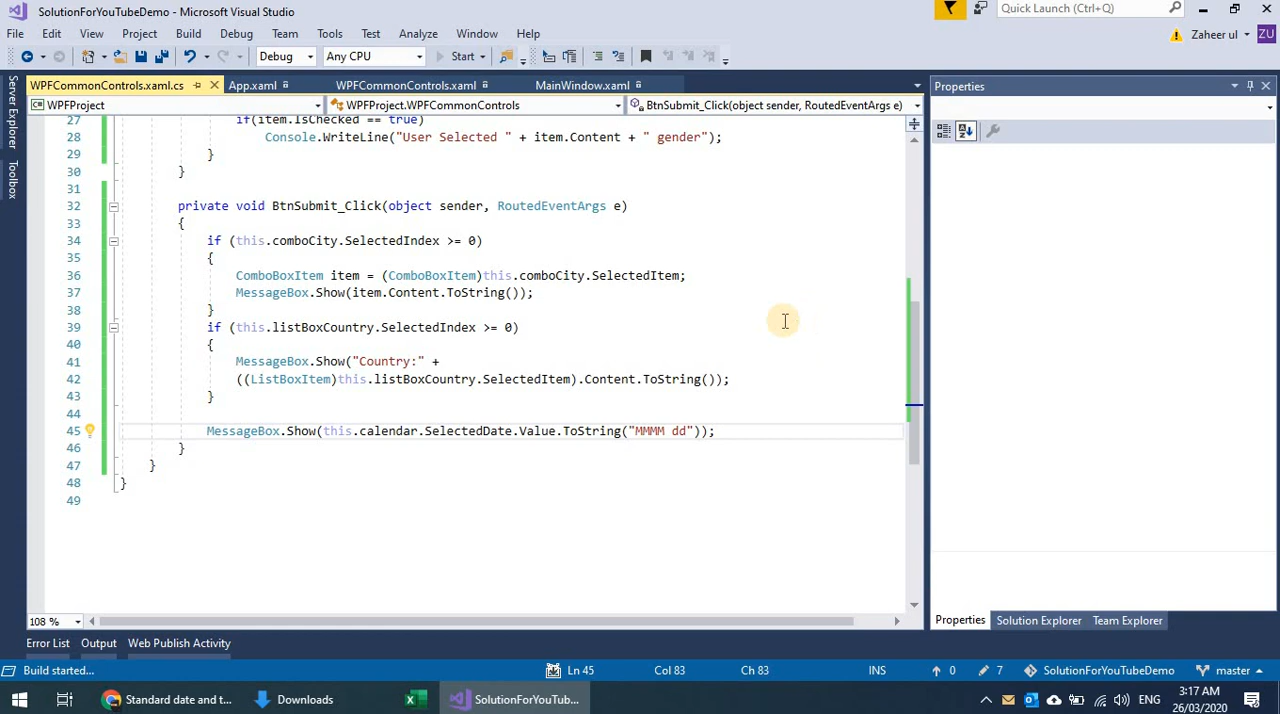 SolutionForYouTubeDemo - Microsoft Visual Studio
Quick Launch (Ctrl+Q)
File Edit View Project Build Debug Team Tools Test Analyze Window Help
Zaheer ul ZU
Debug Any CPU Start
Server Explorer
Toolbox
WPFCommonControls.xaml.cs App.xaml WPFCommonControls.xaml MainWindow.xaml
WPFProject WPFProject.WPFCommonControls BtnSubmit_Click(object sender, RoutedEventArgs e)
27 if(item.IsChecked == true)
28 Console.WriteLine("User Selected " + item.Content + " gender");
29 }
30 }
31
32 private void BtnSubmit_Click(object sender, RoutedEventArgs e)
33 {
34 if (this.comboCity.SelectedIndex >= 0)
35 {
36 ComboBoxItem item = (ComboBoxItem)this.comboCity.SelectedItem;
37 MessageBox.Show(item.Content.ToString());
38 }
39 if (this.listBoxCountry.SelectedIndex >= 0)
40 {
41 MessageBox.Show("Country:" +
42 ((ListBoxItem)this.listBoxCountry.SelectedItem).Content.ToString());
43 }
44
45 MessageBox.Show(this.calendar.SelectedDate.Value.ToString("MMMM dd"));
46 }
47 }
48 }
49
108 %
Properties
Properties Solution Explorer Team Explorer
Error List Output Web Publish Activity
Build started... Ln 45 Col 83 Ch 83 INS 0 7 SolutionForYouTubeDemo master
Standard date and t... Downloads SolutionForYouTub... ENG
3:17 AM
26/03/2020